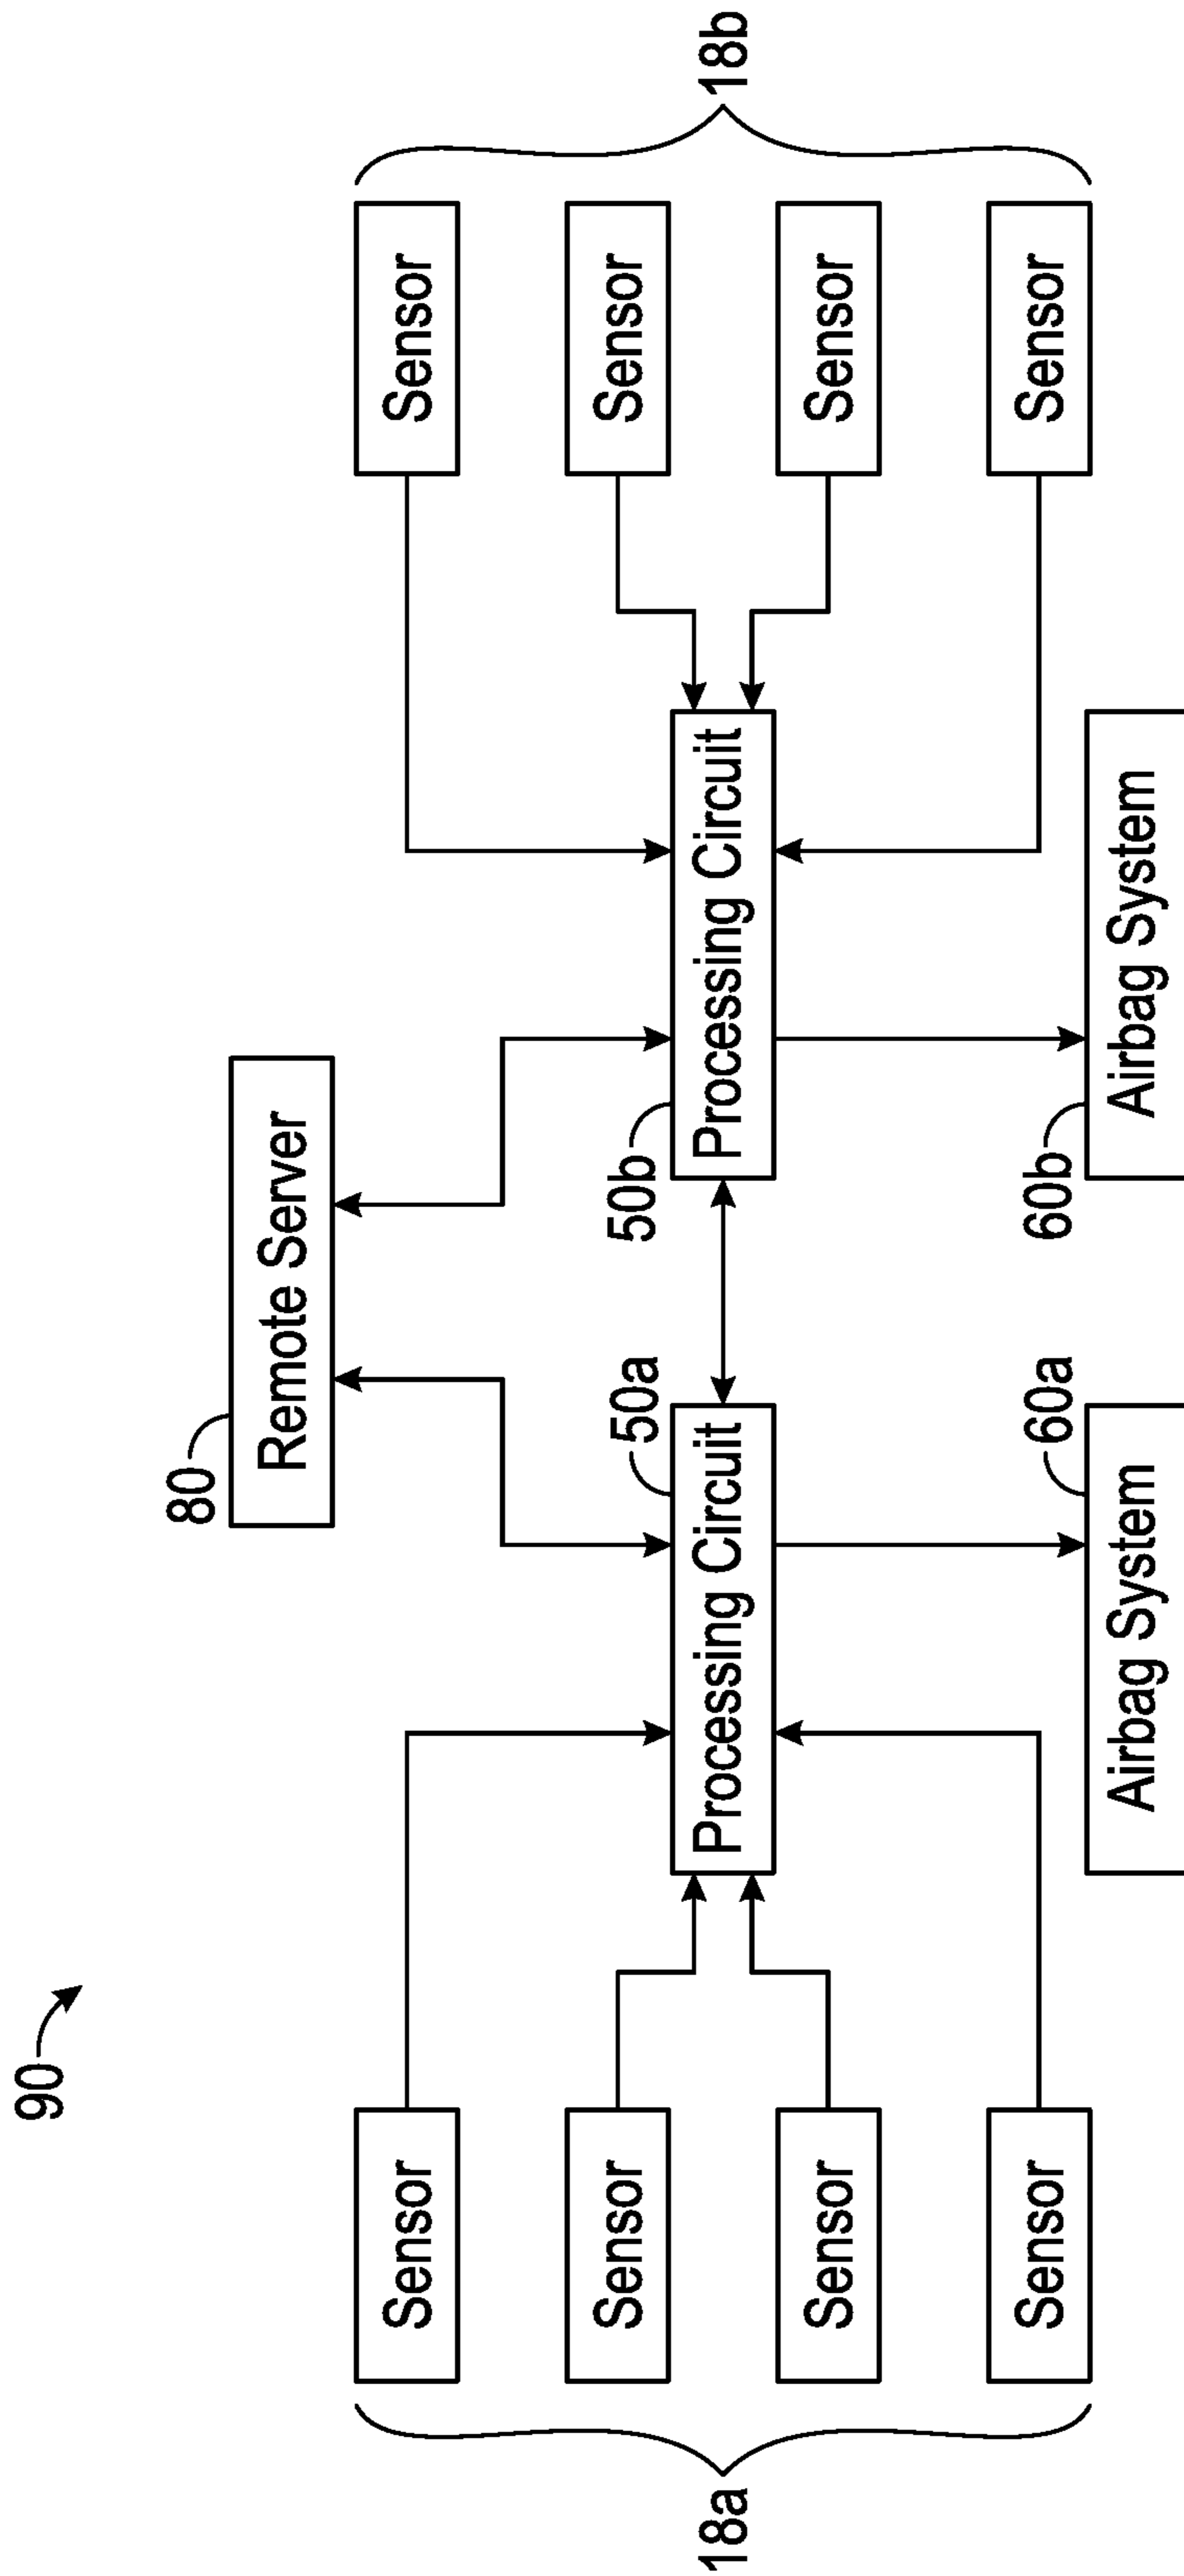 90
80
Remote Server
18a
Sensor
Sensor
Sensor
Sensor
50a
Processing Circuit
50b
Processing Circuit
Sensor
Sensor
Sensor
Sensor
18b
60a
Airbag System
60b
Airbag System